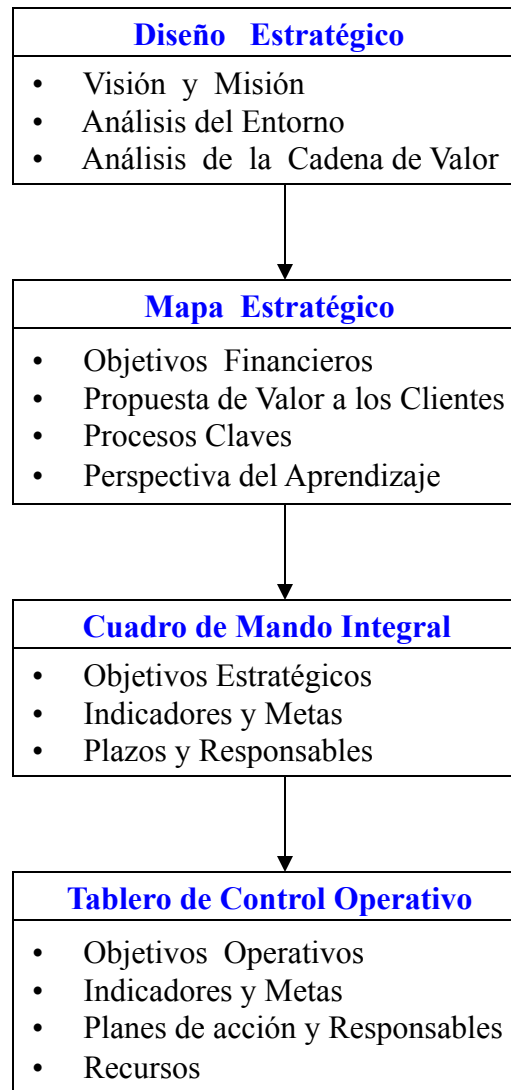 Diseño Estratégico
• Visión y Misión
• Análisis del Entorno
• Análisis de la Cadena de Valor
Mapa Estratégico
• Objetivos Financieros
• Propuesta de Valor a los Clientes
• Procesos Claves
• Perspectiva del Aprendizaje
Cuadro de Mando Integral
• Objetivos Estratégicos
• Indicadores y Metas
• Plazos y Responsables
Tablero de Control Operativo
• Objetivos Operativos
• Indicadores y Metas
• Planes de acción y Responsables
• Recursos